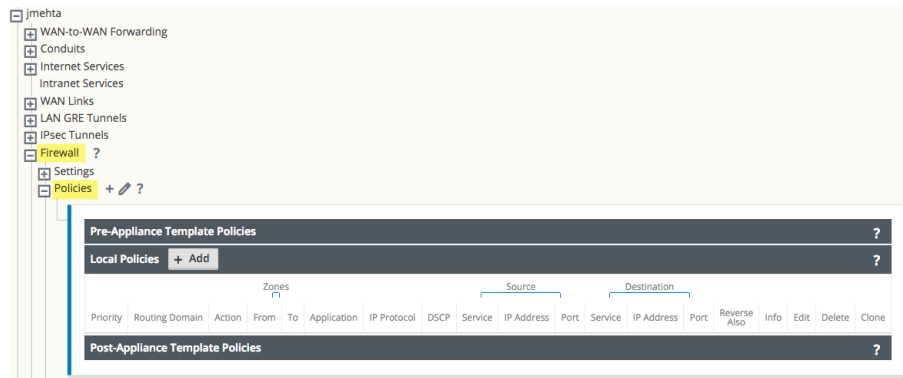 jmehta
WAN-to-WAN Forwarding
Conduits
Internet Services
Intranet Services
WAN Links
LAN GRE Tunnels
IPsec Tunnels
Firewall ?
Settings
Policies + ?
Pre-Appliance Template Policies ?
Local Policies + Add ?
Zones Source Destination
Priority Routing Domain Action From To Application IP Protocol DSCP Service IP Address Port Service IP Address Port Reverse Also Info Edit Delete Clone
Post-Appliance Template Policies ?